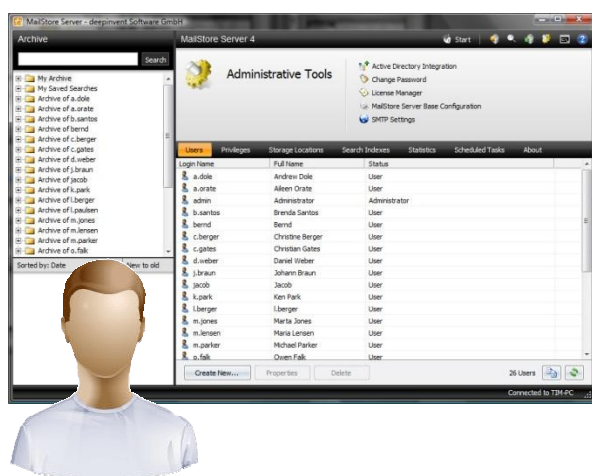 MailStore Server - deepinvent Software GmbH
Archive
Search
My Archive
My Saved Searches
Archive of a.dole
Archive of a.orate
Archive of b.santos
Archive of bernd
Archive of c.berger
Archive of c.gates
Archive of d.weber
Archive of j.braun
Archive of jacob
Archive of k.park
Archive of l.berger
Archive of l.paulsen
Archive of m.jones
Archive of m.lensen
Archive of m.parker
Archive of o.falk
Sorted by: Date New to old
MailStore Server 4 Start
Administrative Tools
Active Directory Integration
Change Password
License Manager
MailStore Server Base Configuration
SMTP Settings
Users Privileges Storage Locations Search Indexes Statistics Scheduled Tasks About
Login Name Full Name Status
a.dole Andrew Dole User
a.orate Aileen Orate User
admin Administrator Administrator
b.santos Brenda Santos User
bernd Bernd User
c.berger Christine Berger User
c.gates Christian Gates User
d.weber Daniel Weber User
j.braun Johann Braun User
jacob Jacob User
k.park Ken Park User
l.berger l.berger User
m.jones Marta Jones User
m.lensen Maria Lensen User
m.parker Michael Parker User
o.falk Owen Falk User
Create New... Properties Delete 26 Users
Connected to TIM-PC